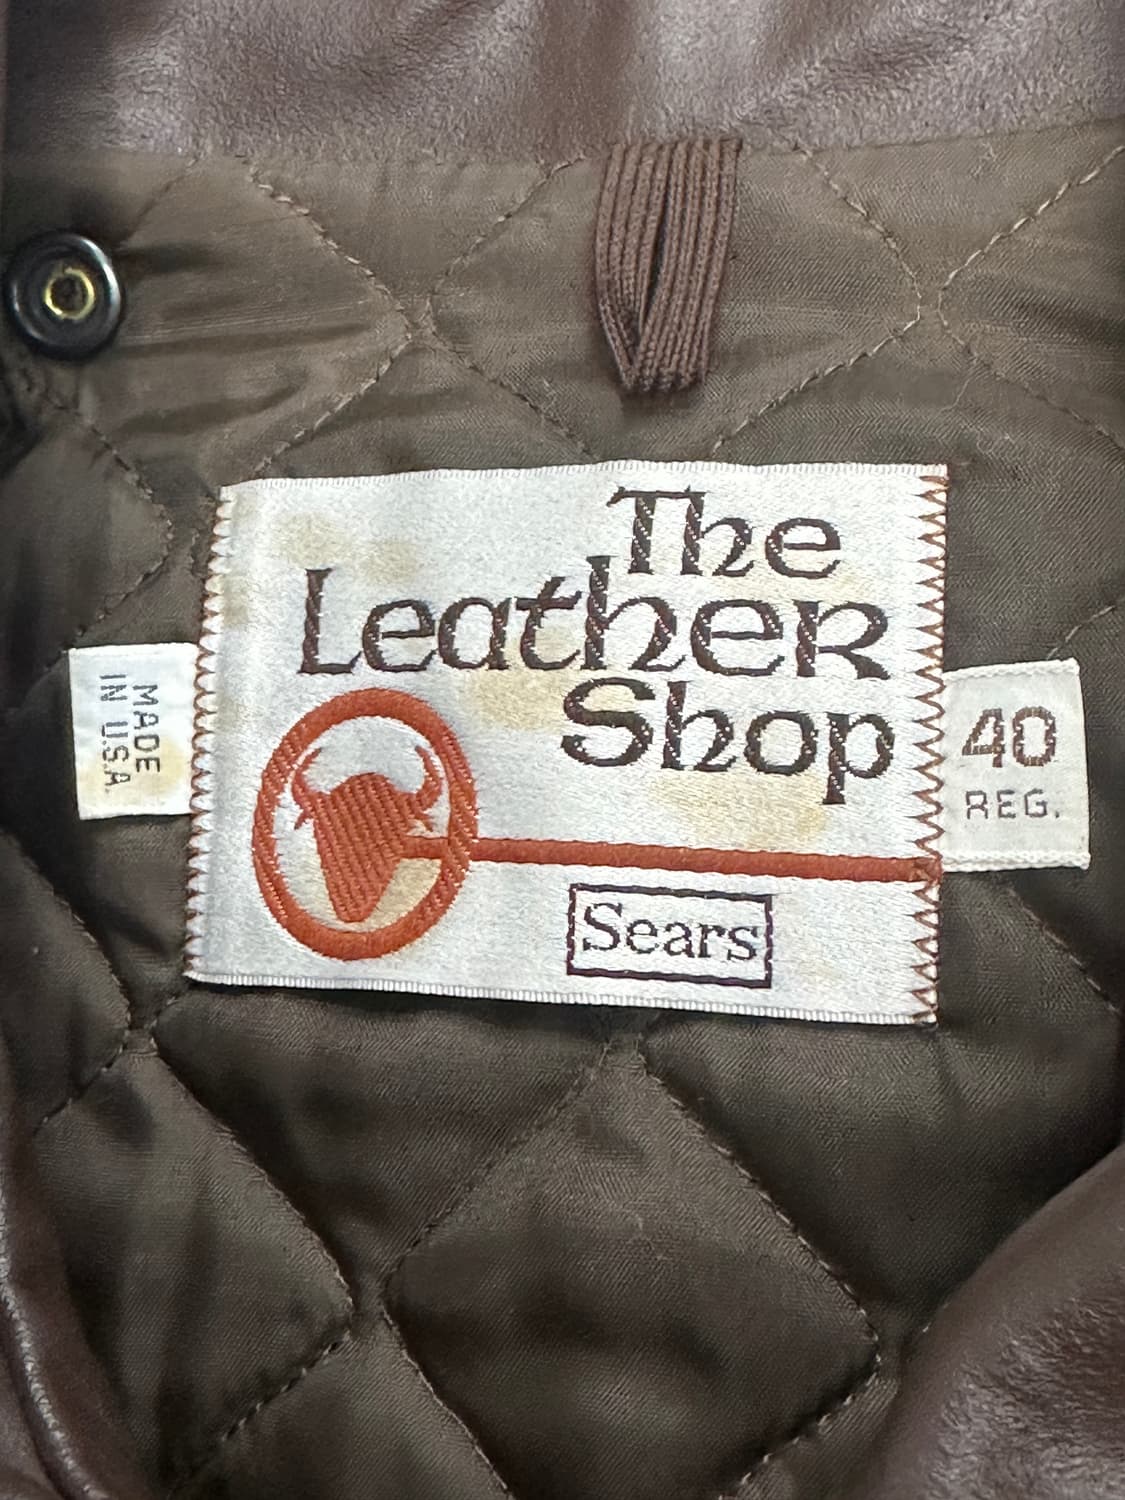 The
Leather
Shop
Sears
MADE
IN U.S.A.
40
REG.